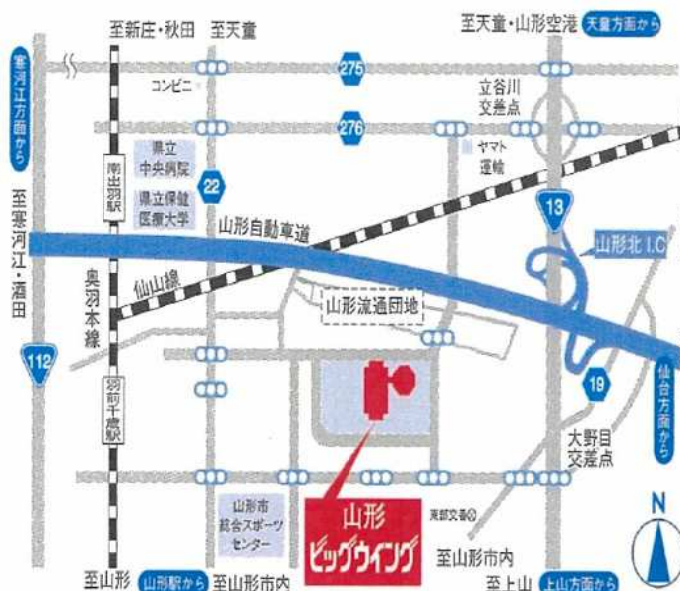 至新庄・秋田
至天童
至天童・山形空港
天童方面から
寒河江方面から
コンビニ
275
立谷川
交差点
276
県立
中央病院
ヤマト
運輸
南出羽駅
22
県立保健
医療大学
13
至寒河江・酒田
山形自動車道
山形北I.C
仙山線
奥羽本線
山形流通団地
112
羽前千歳駅
19
仙台方面から
大野目
交差点
山形市
総合スポーツ
センター
山形
ビッグウイング
東部交番
至山形市内
N
至山形
山形駅から
至山形市内
至上山
上山方面から